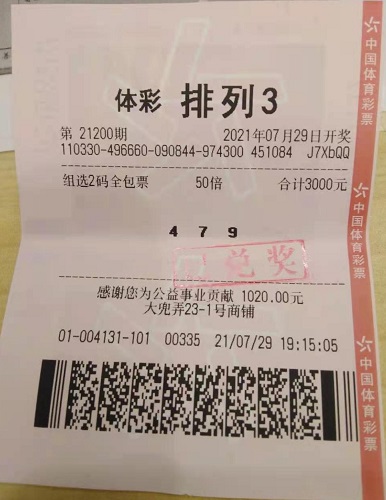 体彩 排列3
第 21200期 2021年07月29日开奖
110330-496660-090844-974300 451084 J7XbQQ
组选2码全包票 50倍 合计3000元
4 7 9
已兑奖
感谢您为公益事业贡献 1020.00元
大兜弄23-1号商铺
01-004131-101 00335 21/07/29 19:15:05
中国体育彩票
中国体育彩票
中国体育彩票